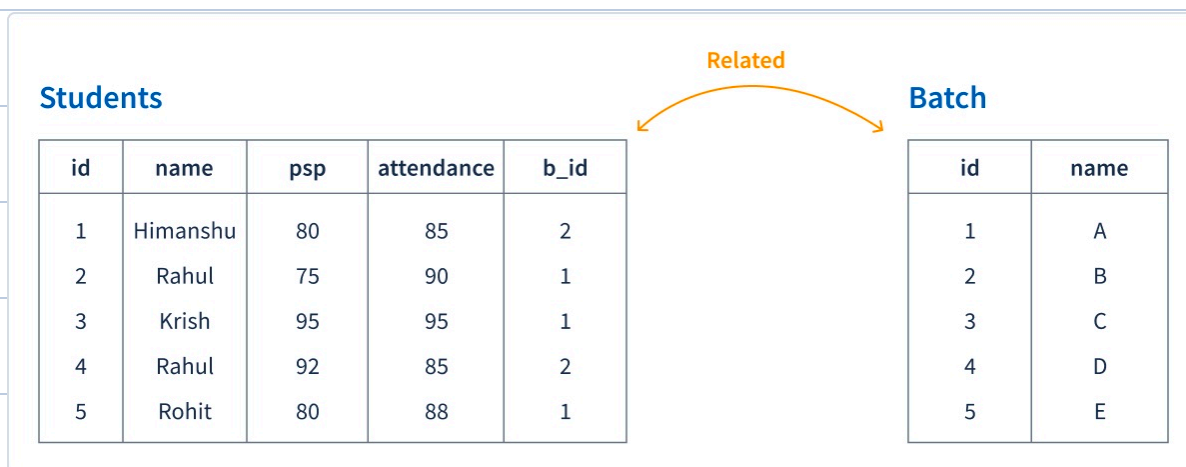 Related
Students
id name psp attendance b_id
1 Himanshu 80 85 2
2 Rahul 75 90 1
3 Krish 95 95 1
4 Rahul 92 85 2
5 Rohit 80 88 1
Batch
id name
1 A
2 B
3 C
4 D
5 E